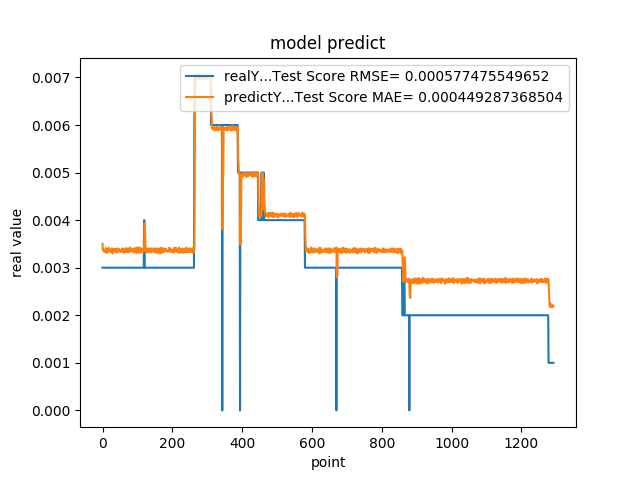 model predict
realY...Test Score RMSE= 0.000577475549652
predictY...Test Score MAE= 0.000449287368504
real value
0.007
0.006
0.005
0.004
0.003
0.002
0.001
0.000
0 200 400 600 800 1000 1200
point